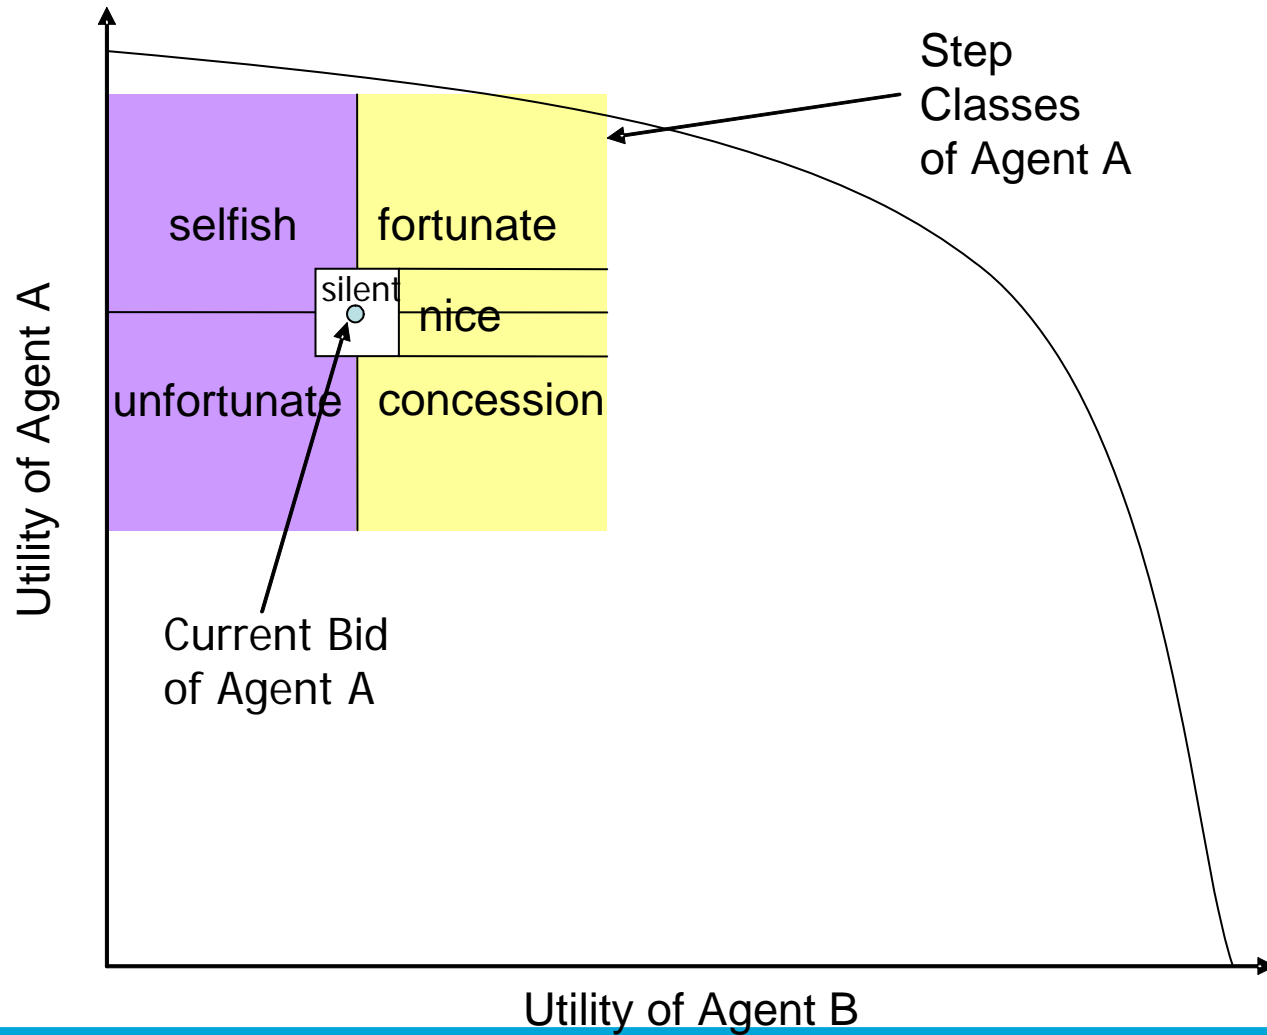 Step
Classes
of Agent A
selfish
fortunate
silent
nice
unfortunate
concession
Utility of Agent A
Current Bid
of Agent A
Utility of Agent B